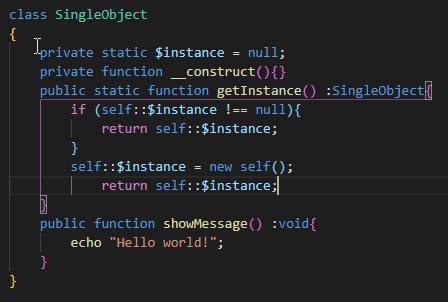 class SingleObject
{
    private static $instance = null;
    private function __construct(){}
    public static function getInstance() :SingleObject{
        if (self::$instance !== null){
            return self::$instance;
        }
        self::$instance = new self();
            return self::$instance;
    }
    public function showMessage() :void{
        echo "Hello world!";
    }
}